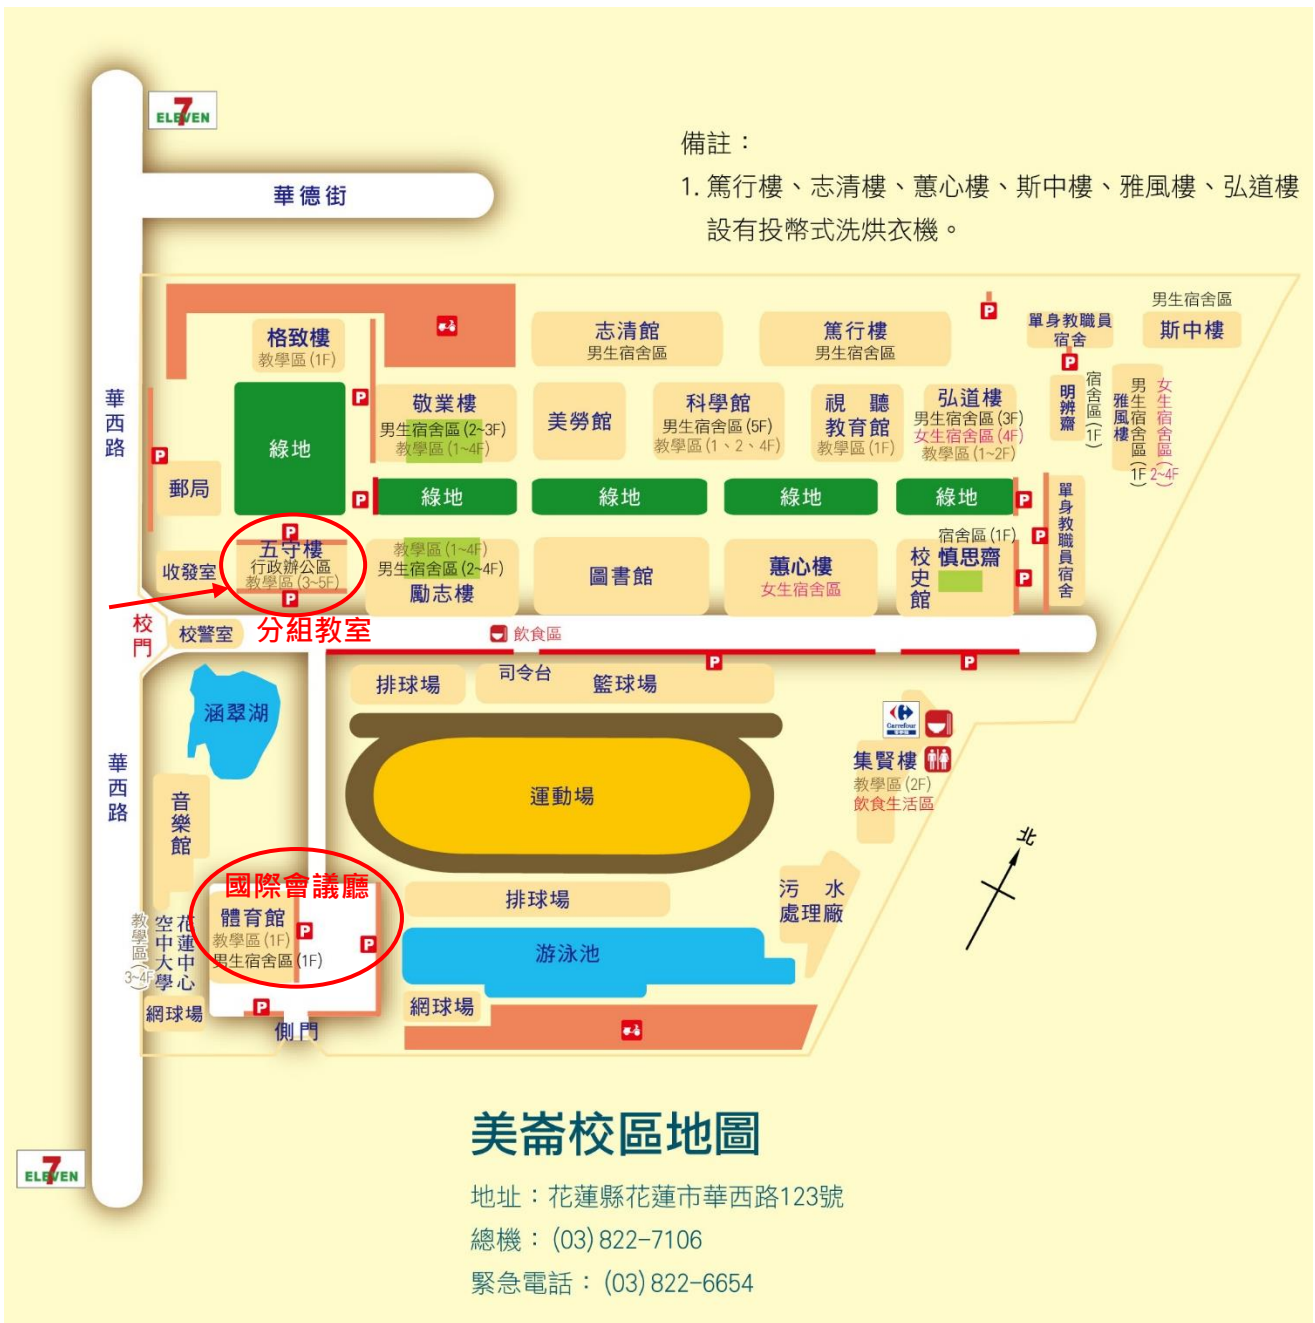 7
ELEVEN
華德街
備註：
1. 篤行樓、志清樓、蕙心樓、斯中樓、雅風樓、弘道樓
設有投幣式洗烘衣機。
華西路
格致樓
教學區(1F)
志清館
男生宿舍區
篤行樓
男生宿舍區
P
單身教職員
宿舍
P
男生宿舍區
斯中樓
綠地
P
敬業樓
男生宿舍區(2~3F)
教學區(1~4F)
美勞館
科學館
男生宿舍區(5F)
教學區(1、2、4F)
視聽
教育館
教學區(1F)
弘道樓
男生宿舍區(3F)
女生宿舍區(4F)
教學區(1~2F)
明辨齋
宿舍區(1F)
雅風樓
男生宿舍區(1F)
女生宿舍區(2~4F)
P
郵局
P
綠地
綠地
綠地
綠地
P
單身教職員宿舍
P
收發室
P
五守樓
行政辦公區
教學區(3~5F)
P
分組教室
教學區(1~4F)
男生宿舍區(2~4F)
勵志樓
圖書館
蕙心樓
女生宿舍區
校史館
宿舍區(1F)
慎思齋
P
校門
校警室
飲食區
P
P
涵翠湖
排球場
司令台
籃球場
Carrefour
家樂福
集賢樓
教學區(2F)
飲食生活區
華西路
音樂館
運動場
北
國際會議廳
體育館
教學區(1F)
男生宿舍區(1F)
P
P
排球場
污水
處理廠
花蓮中心
空中大學
教學區
3~4F
游泳池
網球場
P
側門
網球場
美崙校區地圖
7
ELEVEN
地址：花蓮縣花蓮市華西路123號
總機：(03)822-7106
緊急電話：(03)822-6654